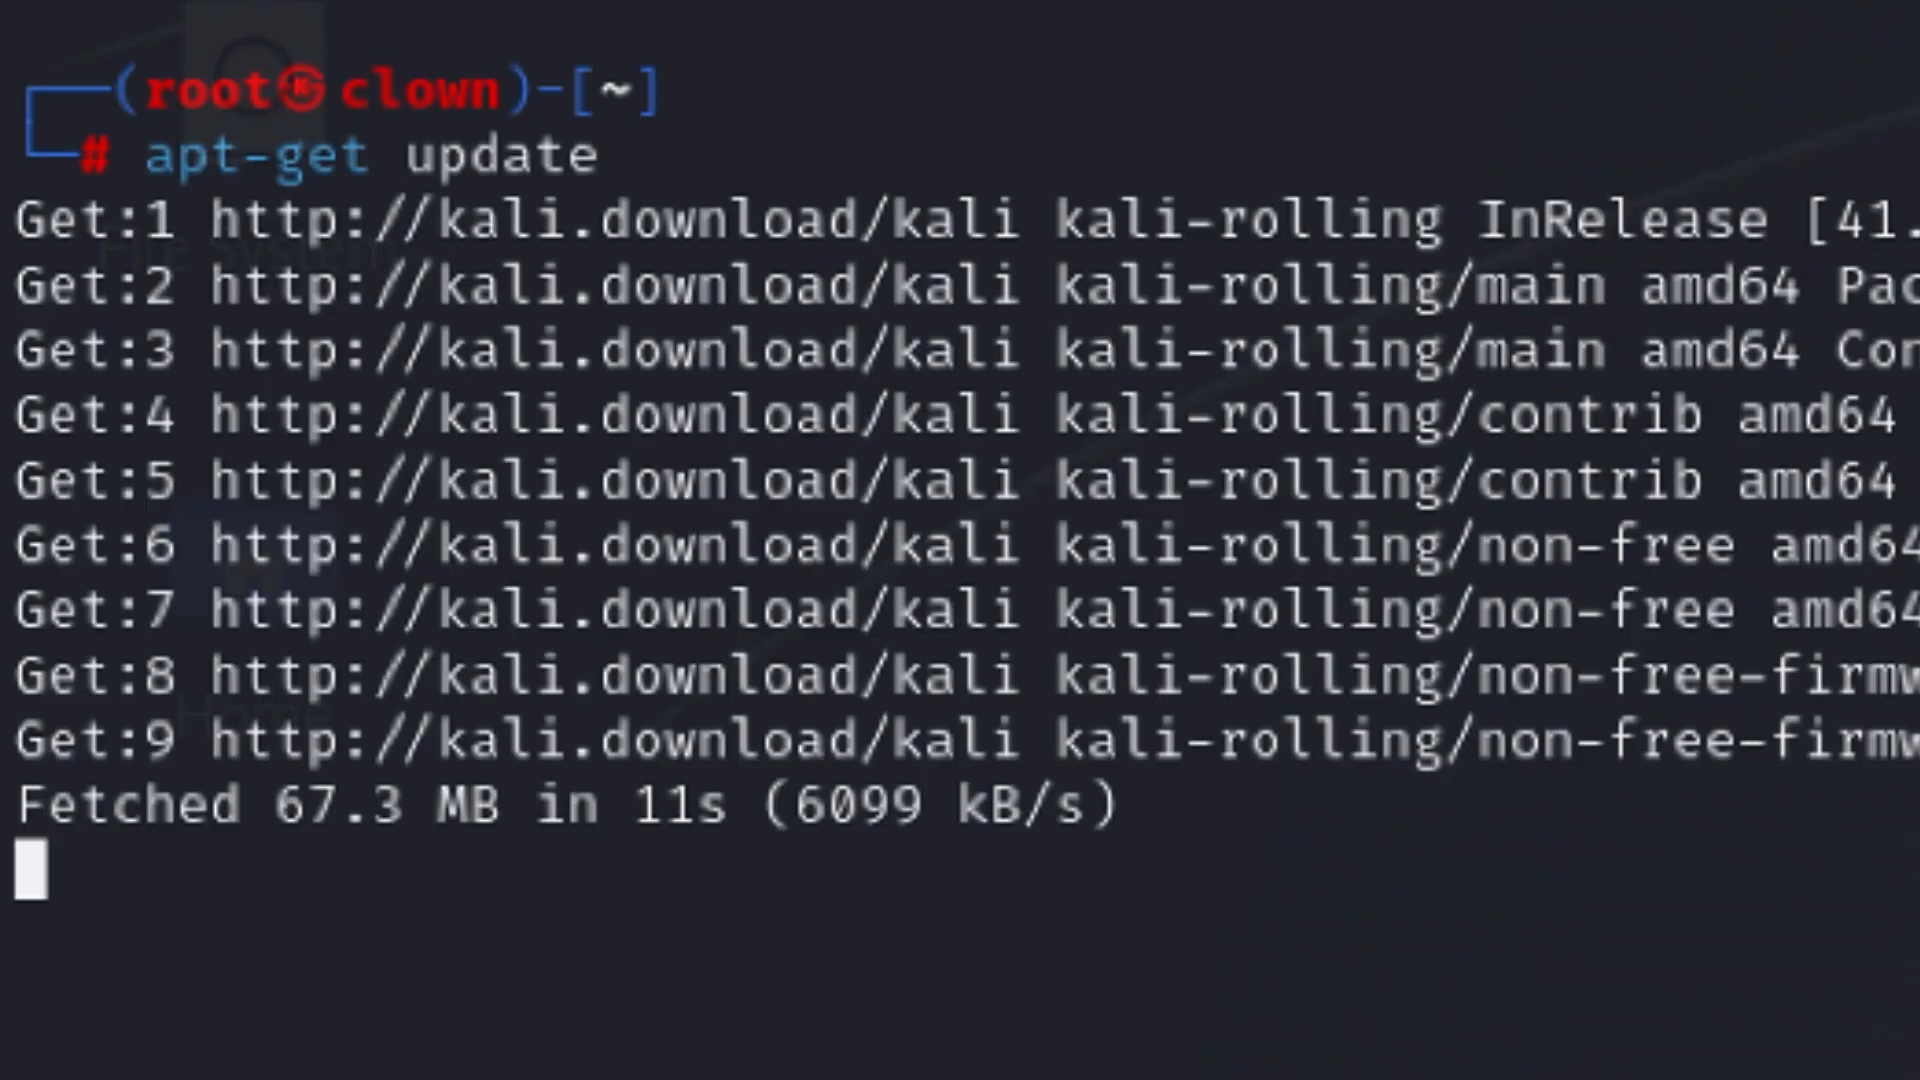 ┌──(root㉿clown)-[~]
└─# apt-get update
Get:1 http://kali.download/kali kali-rolling InRelease [41.
Get:2 http://kali.download/kali kali-rolling/main amd64 Pac
Get:3 http://kali.download/kali kali-rolling/main amd64 Con
Get:4 http://kali.download/kali kali-rolling/contrib amd64
Get:5 http://kali.download/kali kali-rolling/contrib amd64
Get:6 http://kali.download/kali kali-rolling/non-free amd64
Get:7 http://kali.download/kali kali-rolling/non-free amd64
Get:8 http://kali.download/kali kali-rolling/non-free-firmw
Get:9 http://kali.download/kali kali-rolling/non-free-firmw
Fetched 67.3 MB in 11s (6099 kB/s)
File System
Home